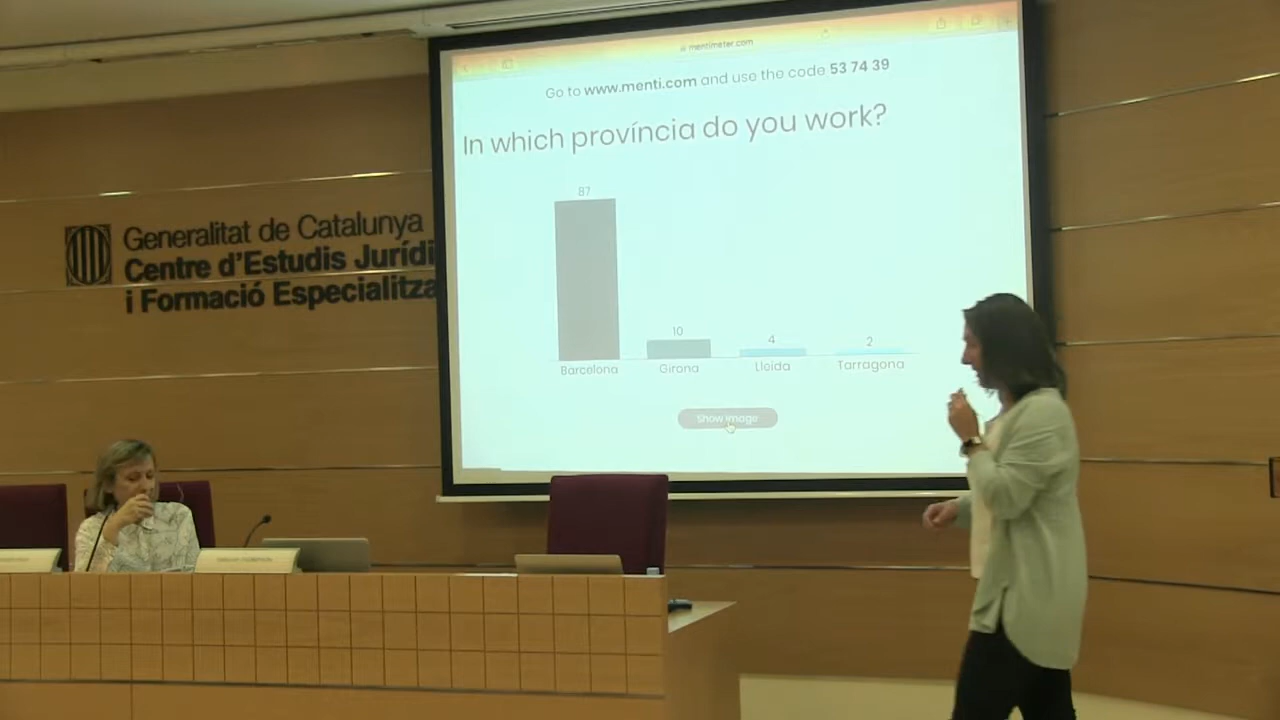 mentimeter.com
Go to www.menti.com and use the code 53 74 39
In which província do you work?
87
10
4
2
Barcelona
Girona
Lleida
Tarragona
Show image
Generalitat de Catalunya
Centre d'Estudis Jurídi
i Formació Especialitza